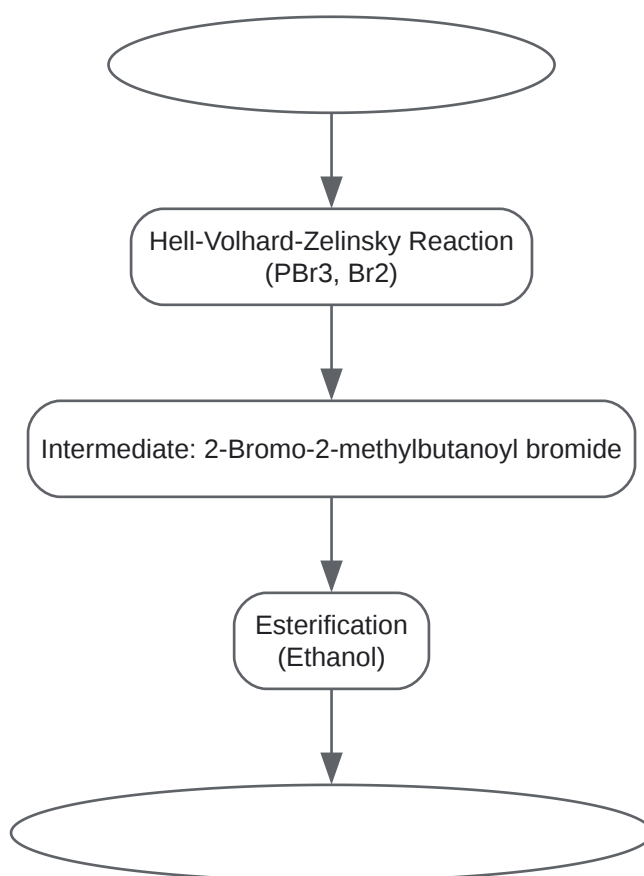 Hell-Volhard-Zelinsky Reaction
(PBr3, Br2)
Intermediate: 2-Bromo-2-methylbutanoyl bromide
Esterification
(Ethanol)